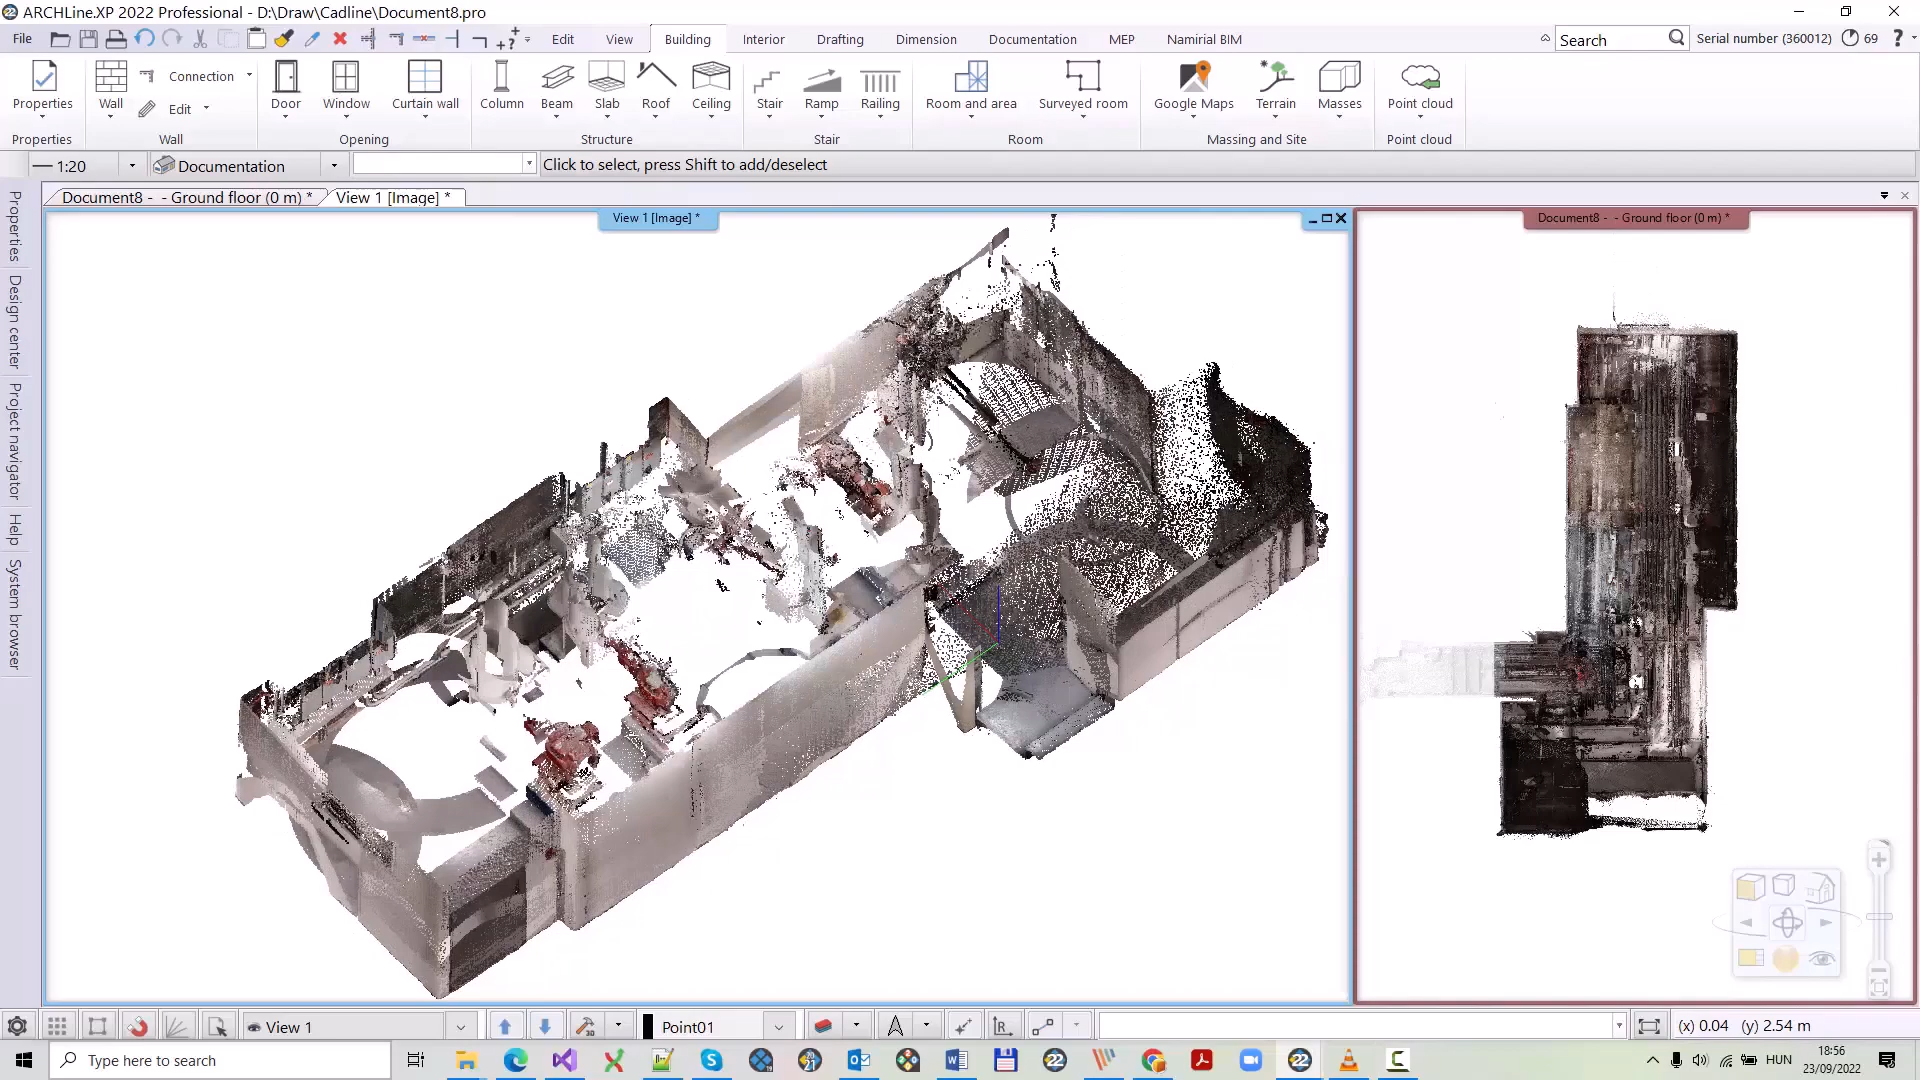 ARCHLine.XP 2022 Professional - D:\Draw\Cadline\Document8.pro
File Edit View Building Interior Drafting Dimension Documentation MEP Namirial BIM Search Serial number (360012) 69 ?
Properties Wall Connection Door Window Curtain wall Column Beam Slab Roof Ceiling Stair Ramp Railing Room and area Surveyed room Google Maps Terrain Masses Point cloud
Edit
Properties Wall Opening Structure Stair Room Massing and Site Point cloud
1:20 Documentation Click to select, press Shift to add/deselect
Document8 - - Ground floor (0 m) * View 1 [Image] *
View 1 [Image] * Document8 - - Ground floor (0 m) *
Properties
Design center
Project navigator
Help
System browser
View 1 Point01 (x) 0.04 (y) 2.54 m
Type here to search HUN 18:56
23/09/2022